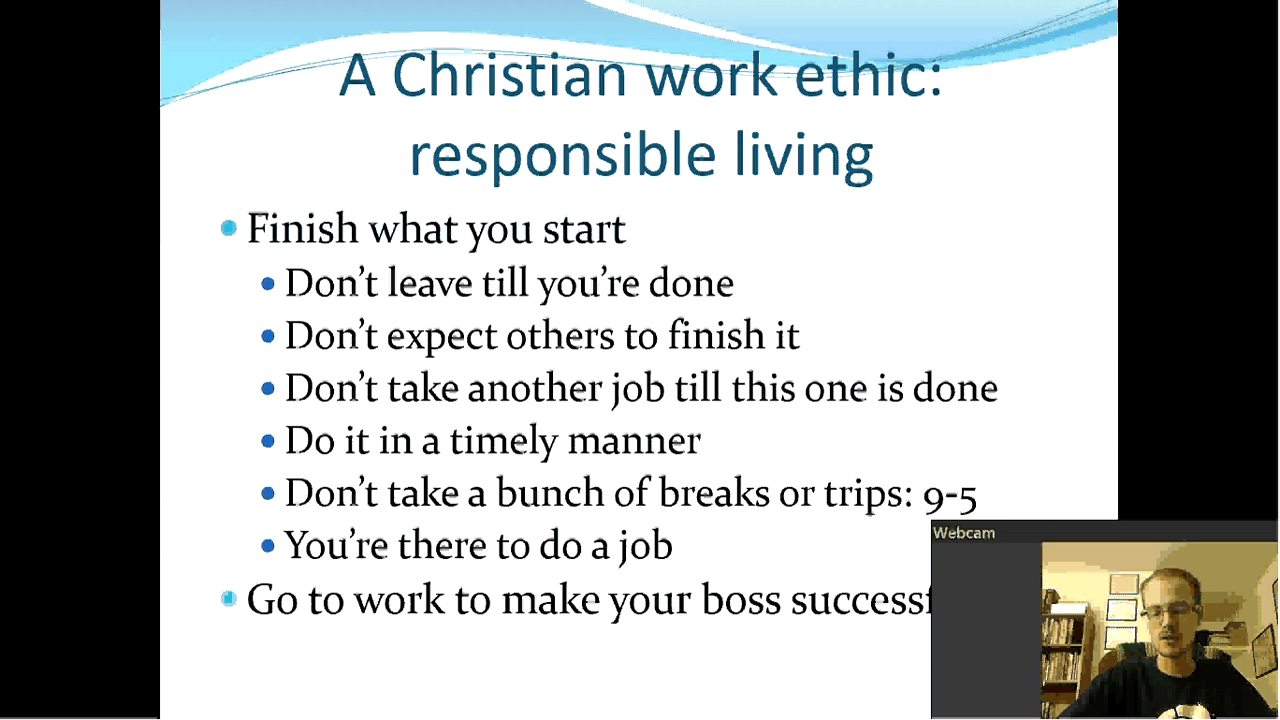 A Christian work ethic:
responsible living
Finish what you start
Don't leave till you're done
Don't expect others to finish it
Don't take another job till this one is done
Do it in a timely manner
Don't take a bunch of breaks or trips: 9-5
You're there to do a job
Go to work to make your boss
Webcam